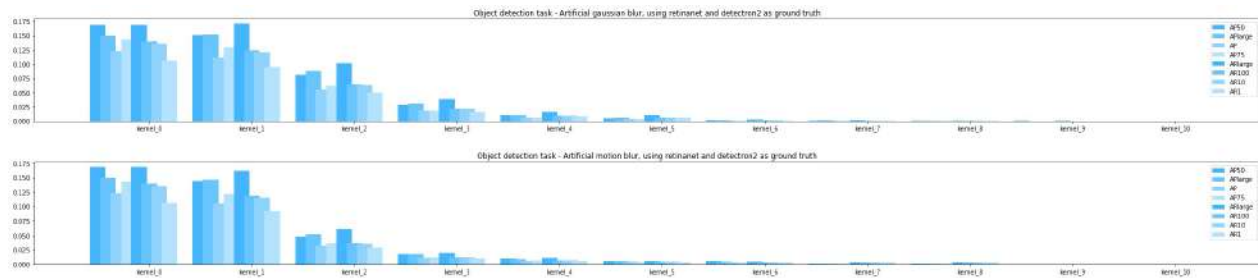 Object detection task - Artificial gaussian blur, using retinanet and detectron2 as ground truth
0.175
0.150
0.125
0.100
0.075
0.050
0.025
0.000
AP50
APlarge
AP
AP75
ARlarge
AR100
AR10
AR1
kernel_0 kernel_1 kernel_2 kernel_3 kernel_4 kernel_5 kernel_6 kernel_7 kernel_8 kernel_9 kernel_10
Object detection task - Artificial motion blur, using retinanet and detectron2 as ground truth
0.175
0.150
0.125
0.100
0.075
0.050
0.025
0.000
AP50
APlarge
AP
AP75
ARlarge
AR100
AR10
AR1
kernel_0 kernel_1 kernel_2 kernel_3 kernel_4 kernel_5 kernel_6 kernel_7 kernel_8 kernel_9 kernel_10